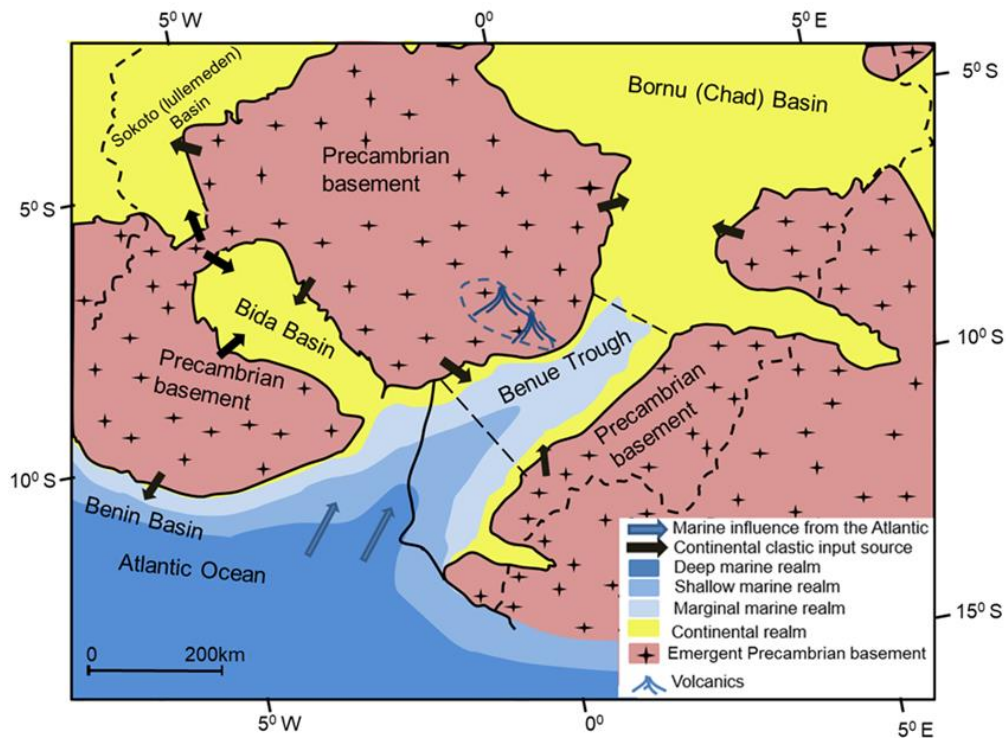 5⁰ W
0⁰
5⁰ E
5⁰ S
Sokoto (Iullemeden)
Basin
Bornu (Chad) Basin
Precambrian
basement
5⁰ S
Bida Basin
Benue Trough
10⁰ S
Precambrian
basement
Precambrian
basement
10⁰ S
Benin Basin
Atlantic Ocean
Marine influence from the Atlantic
Continental clastic input source
Deep marine realm
Shallow marine realm
Marginal marine realm
Continental realm
Emergent Precambrian basement
Volcanics
15⁰ S
0
200km
5⁰ W
0⁰
5⁰ E